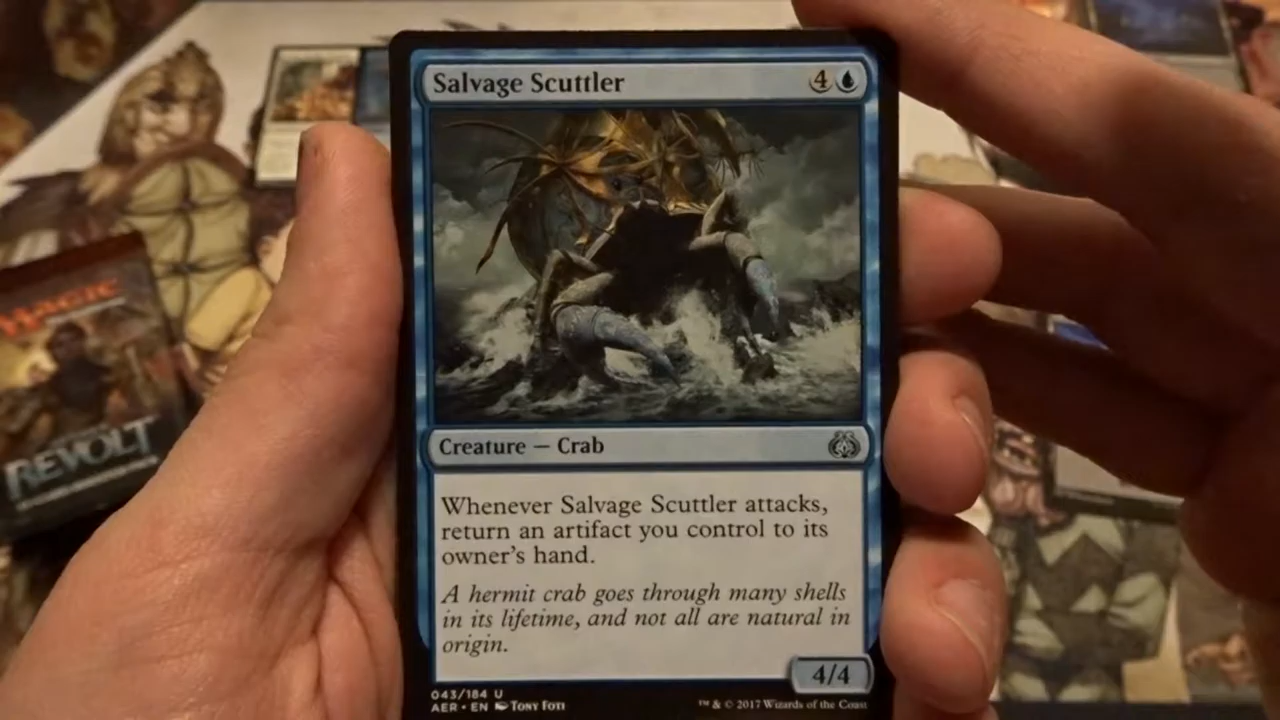 Salvage Scuttler
4
Creature — Crab
Whenever Salvage Scuttler attacks,
return an artifact you control to its
owner's hand.
A hermit crab goes through many shells
in its lifetime, and not all are natural in
origin.
4/4
043/184 U
AER • EN TONY FOTI
™ & © 2017 Wizards of the Coast
MAGIC
REVOLT